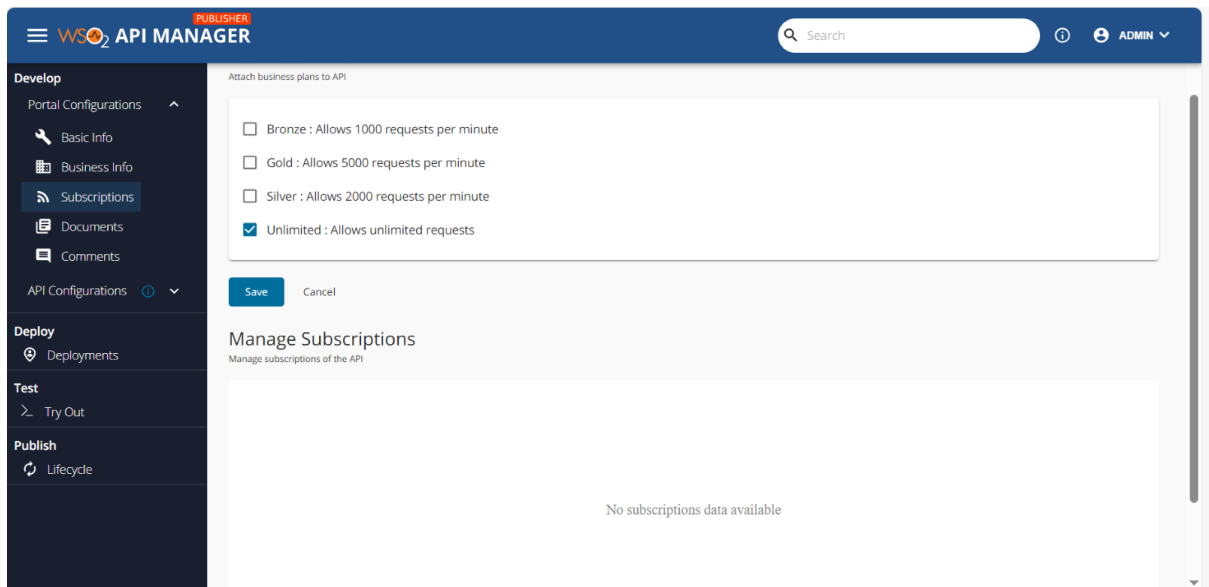 PUBLISHER
WSO2 API MANAGER
Search
ADMIN
Develop
Portal Configurations
Basic Info
Business Info
Subscriptions
Documents
Comments
API Configurations
Deploy
Deployments
Test
Try Out
Publish
Lifecycle
Attach business plans to API
Bronze : Allows 1000 requests per minute
Gold : Allows 5000 requests per minute
Silver : Allows 2000 requests per minute
Unlimited : Allows unlimited requests
Save Cancel
Manage Subscriptions
Manage subscriptions of the API
No subscriptions data available